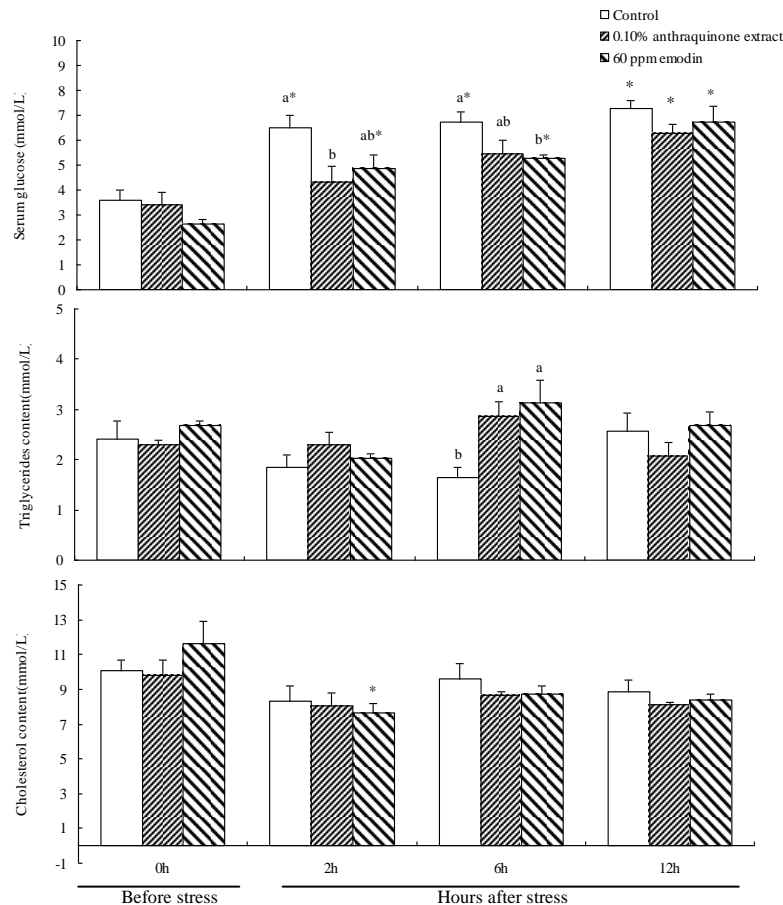 Control
0.10% anthraquinone extract
60 ppm emodin
Serum glucose (mmol/L)
10
9
8
7
6
5
4
3
2
1
0
a*
b
ab*
a*
ab
b*
*
*
*
Triglycerides content(mmol/L)
5
4
3
2
1
0
b
a
a
Cholesterol content(mmol/L)
15
13
11
9
7
5
3
1
-1
*
0h 2h 6h 12h
Before stress Hours after stress